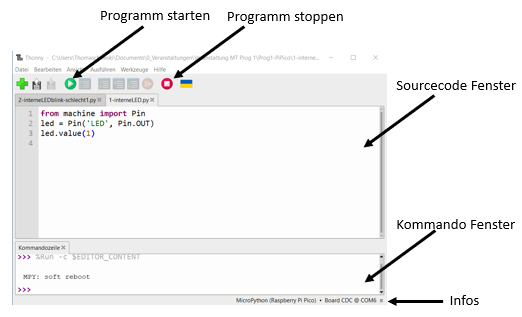 Programm starten
Programm stoppen
Thonny - C:\Users\Thomas
\Documents\0_Veranstaltungen\
nstaltung MT Prog 1\Prog1-PiPico\1-interne...
Datei Bearbeiten Ansicht Ausführen Werkzeuge Hilfe
2-interneLEDblink-schlecht1.py
1-interneLED.py
Sourcecode Fenster
1 from machine import Pin
2 led = Pin('LED', Pin.OUT)
3 led.value(1)
4
Kommando Fenster
Kommandozeile
>>> %Run -c $EDITOR_CONTENT
MPY: soft reboot
>>>
MicroPython (Raspberry Pi Pico) • Board CDC @ COM6 ≡
Infos